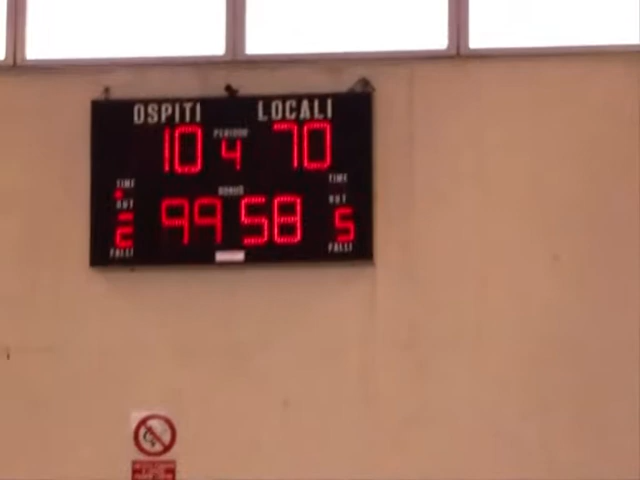 OSPITI LOCALI
PERIODO
10 4 70
TIME TIME
BONUS
OUT OUT
99 58
2 5
FALLI FALLI